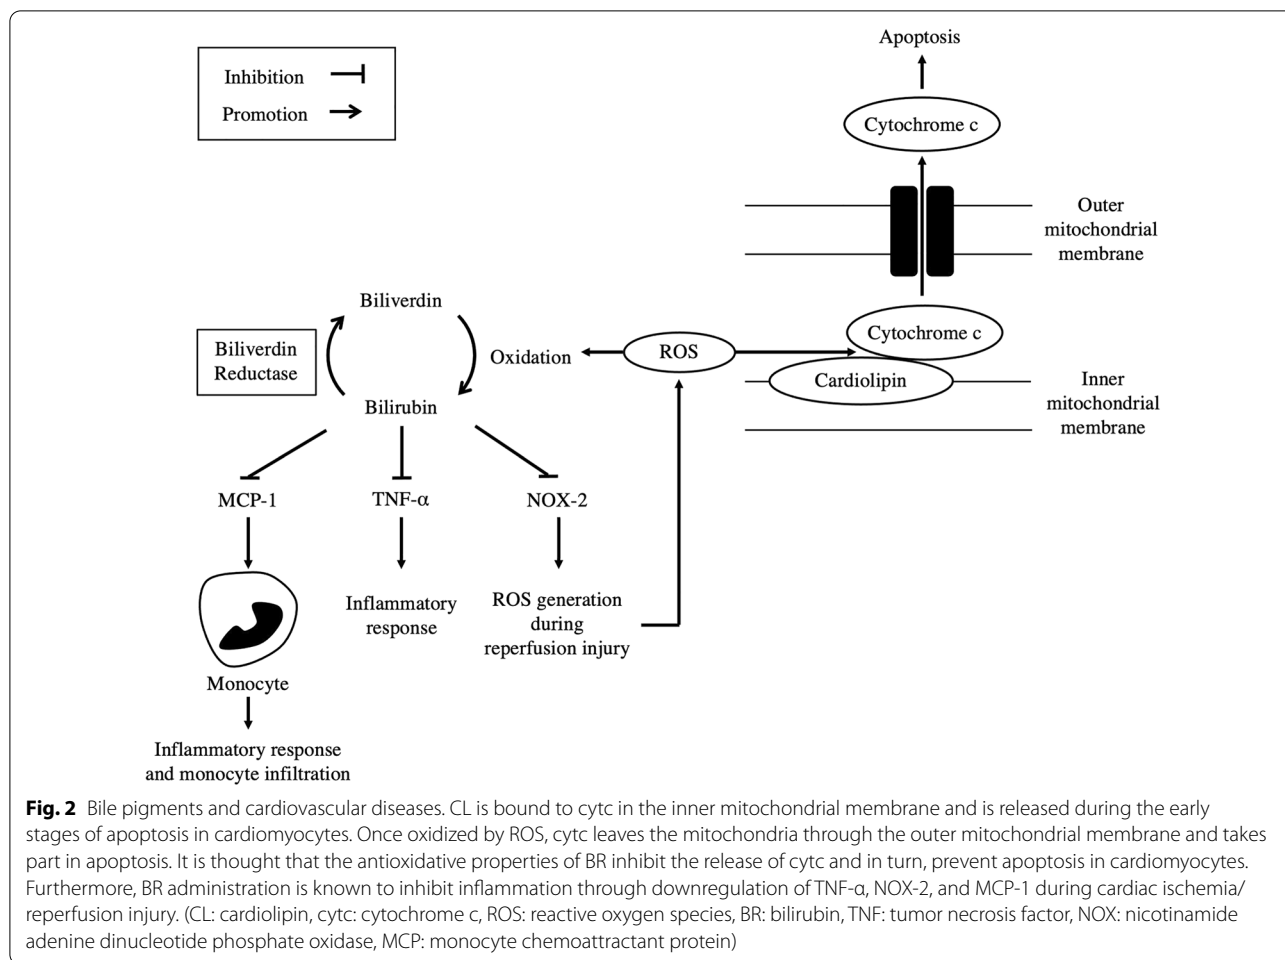 Apoptosis
Inhibition
Promotion
Cytochrome c
Outer
mitochondrial
membrane
Biliverdin
Cytochrome c
Biliverdin
Reductase
Oxidation
ROS
Cardiolipin
Inner
mitochondrial
membrane
Bilirubin
MCP-1
TNF-α
NOX-2
Inflammatory
response
ROS generation
during
reperfusion injury
Monocyte
Inflammatory response
and monocyte infiltration
Fig. 2 Bile pigments and cardiovascular diseases. CL is bound to cytc in the inner mitochondrial membrane and is released during the early
stages of apoptosis in cardiomyocytes. Once oxidized by ROS, cytc leaves the mitochondria through the outer mitochondrial membrane and takes
part in apoptosis. It is thought that the antioxidative properties of BR inhibit the release of cytc and in turn, prevent apoptosis in cardiomyocytes.
Furthermore, BR administration is known to inhibit inflammation through downregulation of TNF-α, NOX-2, and MCP-1 during cardiac ischemia/
reperfusion injury. (CL: cardiolipin, cytc: cytochrome c, ROS: reactive oxygen species, BR: bilirubin, TNF: tumor necrosis factor, NOX: nicotinamide
adenine dinucleotide phosphate oxidase, MCP: monocyte chemoattractant protein)